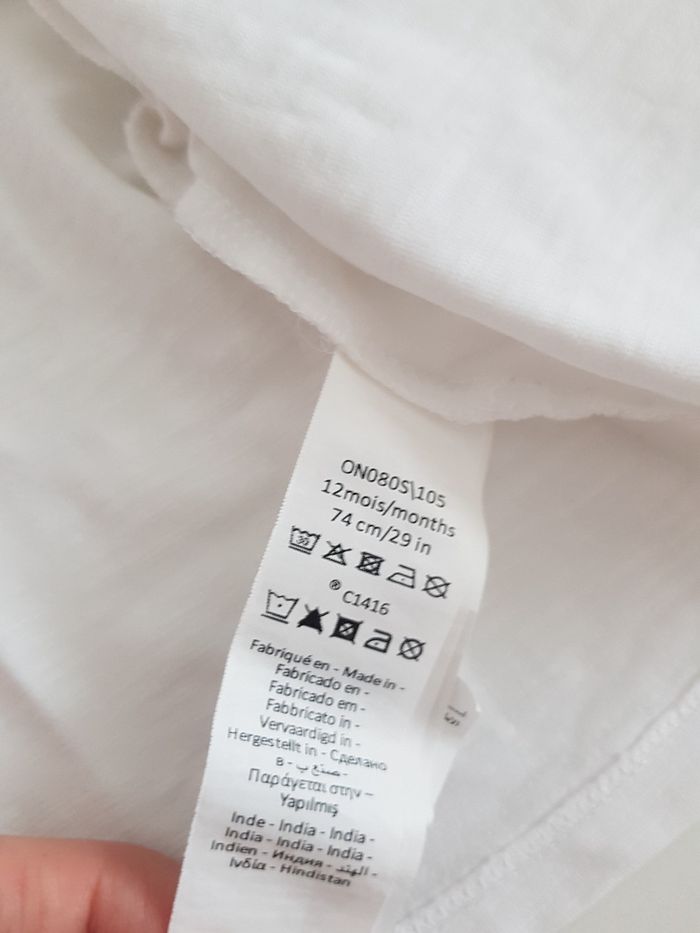 ON080S\105
12mois/months
74 cm/29 in
30
® C1416
Fabriqué en - Made in -
Fabricado en -
Fabricado em -
Fabbricato in -
Vervaardigd in -
Hergestellt in - Сделано
в - صنع ب -
Παράγεται στην –
Yapılmış
Inde - India - India -
India - India - India -
Indien - Индия - الهند -
Ινδία - Hindistan